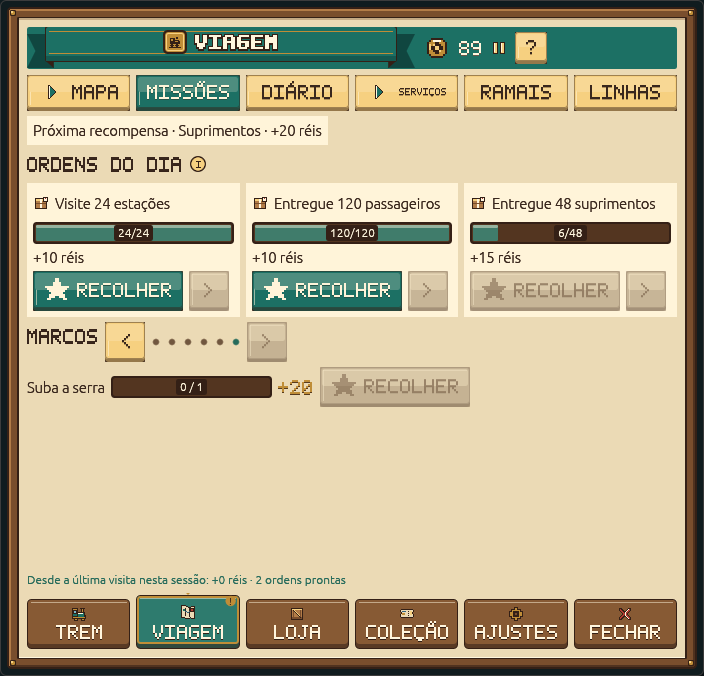 VIAGEM
89
?
MAPA
MISSÕES
DIÁRIO
SERVIÇOS
RAMAIS
LINHAS
Próxima recompensa · Suprimentos · +20 réis
ORDENS DO DIA
Visite 24 estações
24/24
+10 réis
RECOLHER
Entregue 120 passageiros
120/120
+10 réis
RECOLHER
Entregue 48 suprimentos
6/48
+15 réis
RECOLHER
MARCOS
Suba a serra
0/1
+20
RECOLHER
Desde a última visita nesta sessão: +0 réis · 2 ordens prontas
TREM
VIAGEM
LOJA
COLEÇÃO
AJUSTES
FECHAR